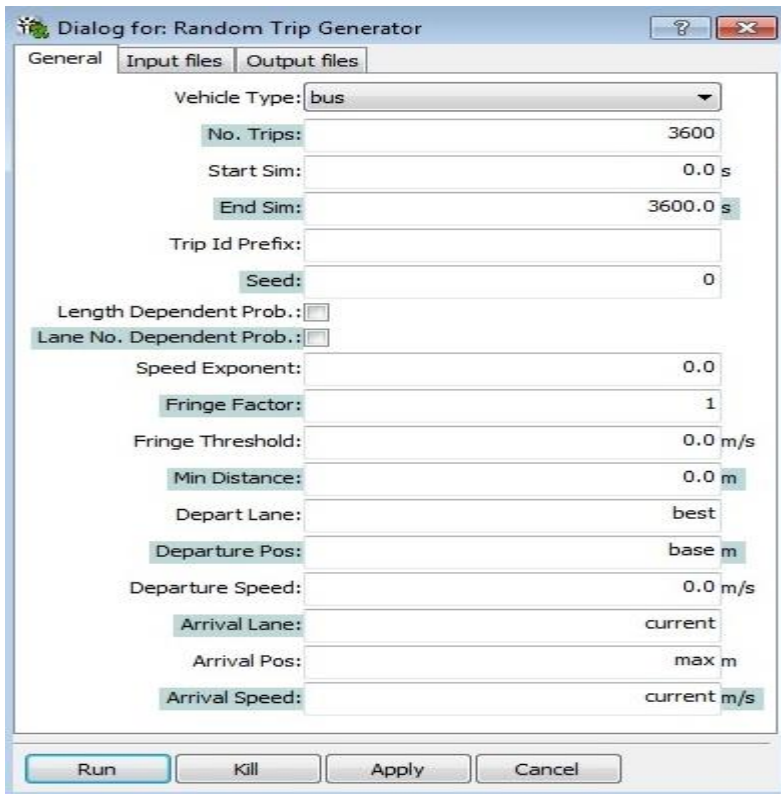 Dialog for: Random Trip Generator ?
General Input files Output files
Vehicle Type: bus
No. Trips: 3600
Start Sim: 0.0 s
End Sim: 3600.0 s
Trip Id Prefix:
Seed: 0
Length Dependent Prob.:
Lane No. Dependent Prob.:
Speed Exponent: 0.0
Fringe Factor: 1
Fringe Threshold: 0.0 m/s
Min Distance: 0.0 m
Depart Lane: best
Departure Pos: base m
Departure Speed: 0.0 m/s
Arrival Lane: current
Arrival Pos: max m
Arrival Speed: current m/s
Run Kill Apply Cancel